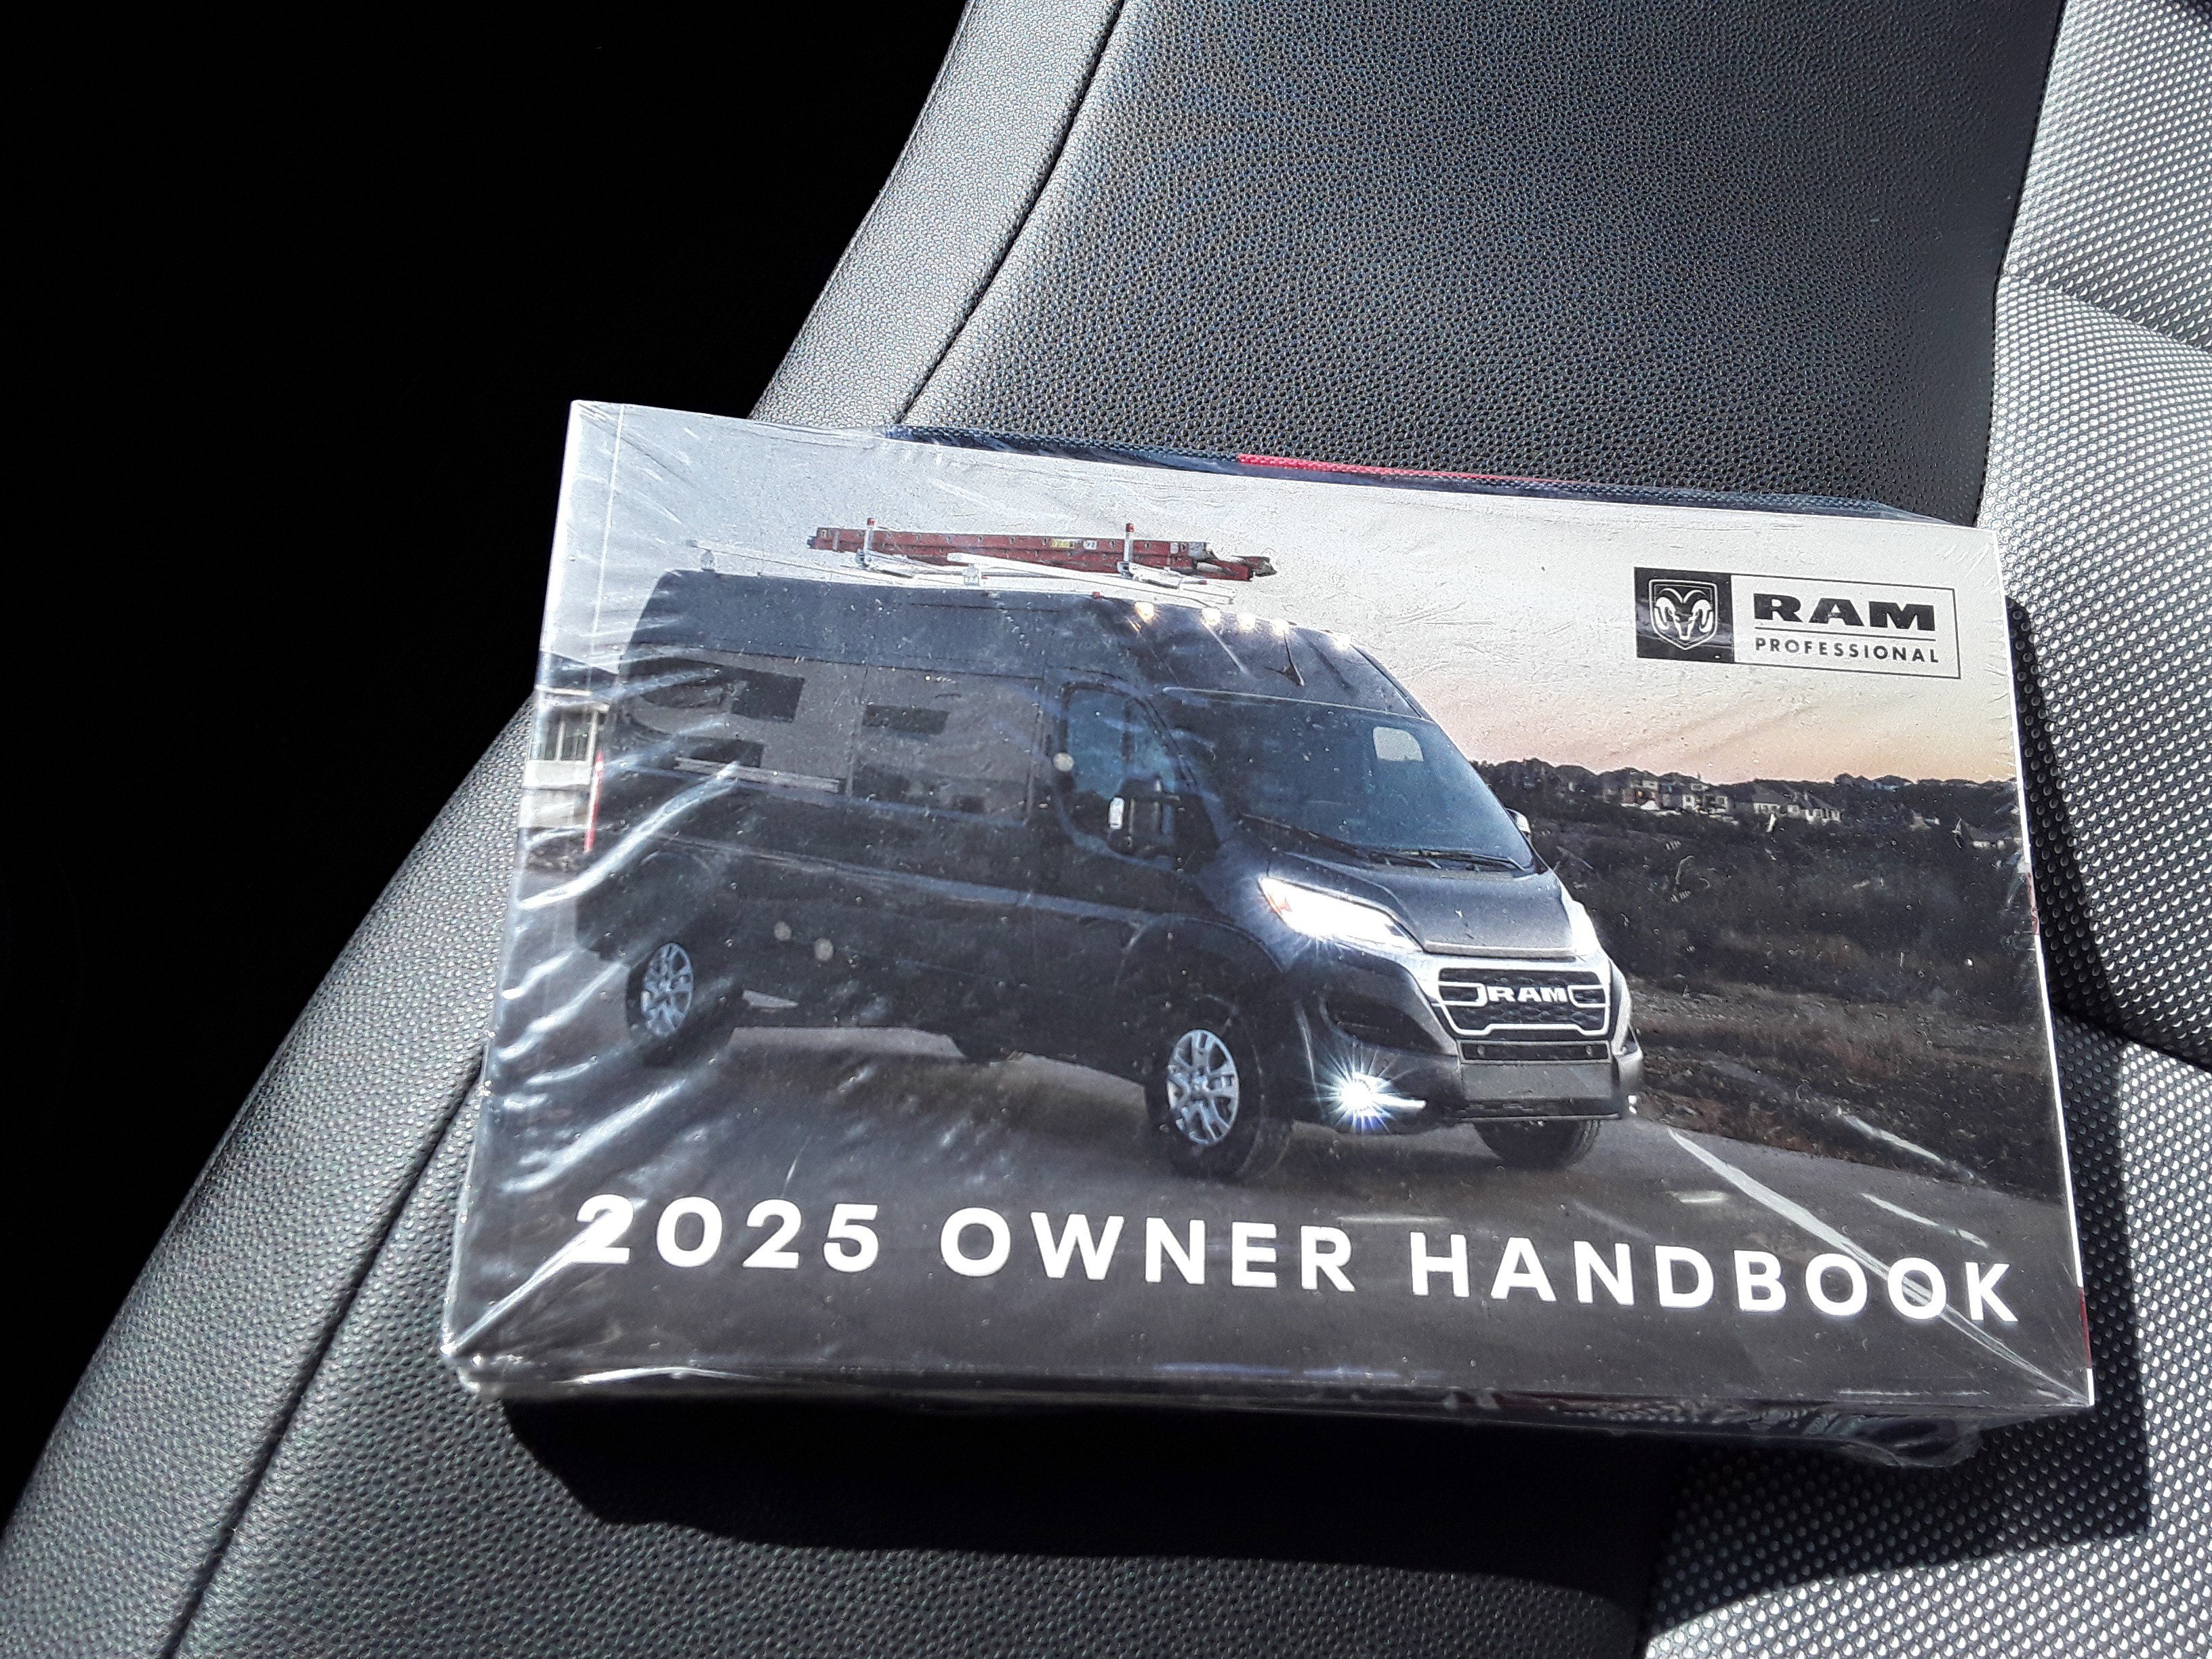 RAM
PROFESSIONAL
RAM
2025 OWNER HANDBOOK